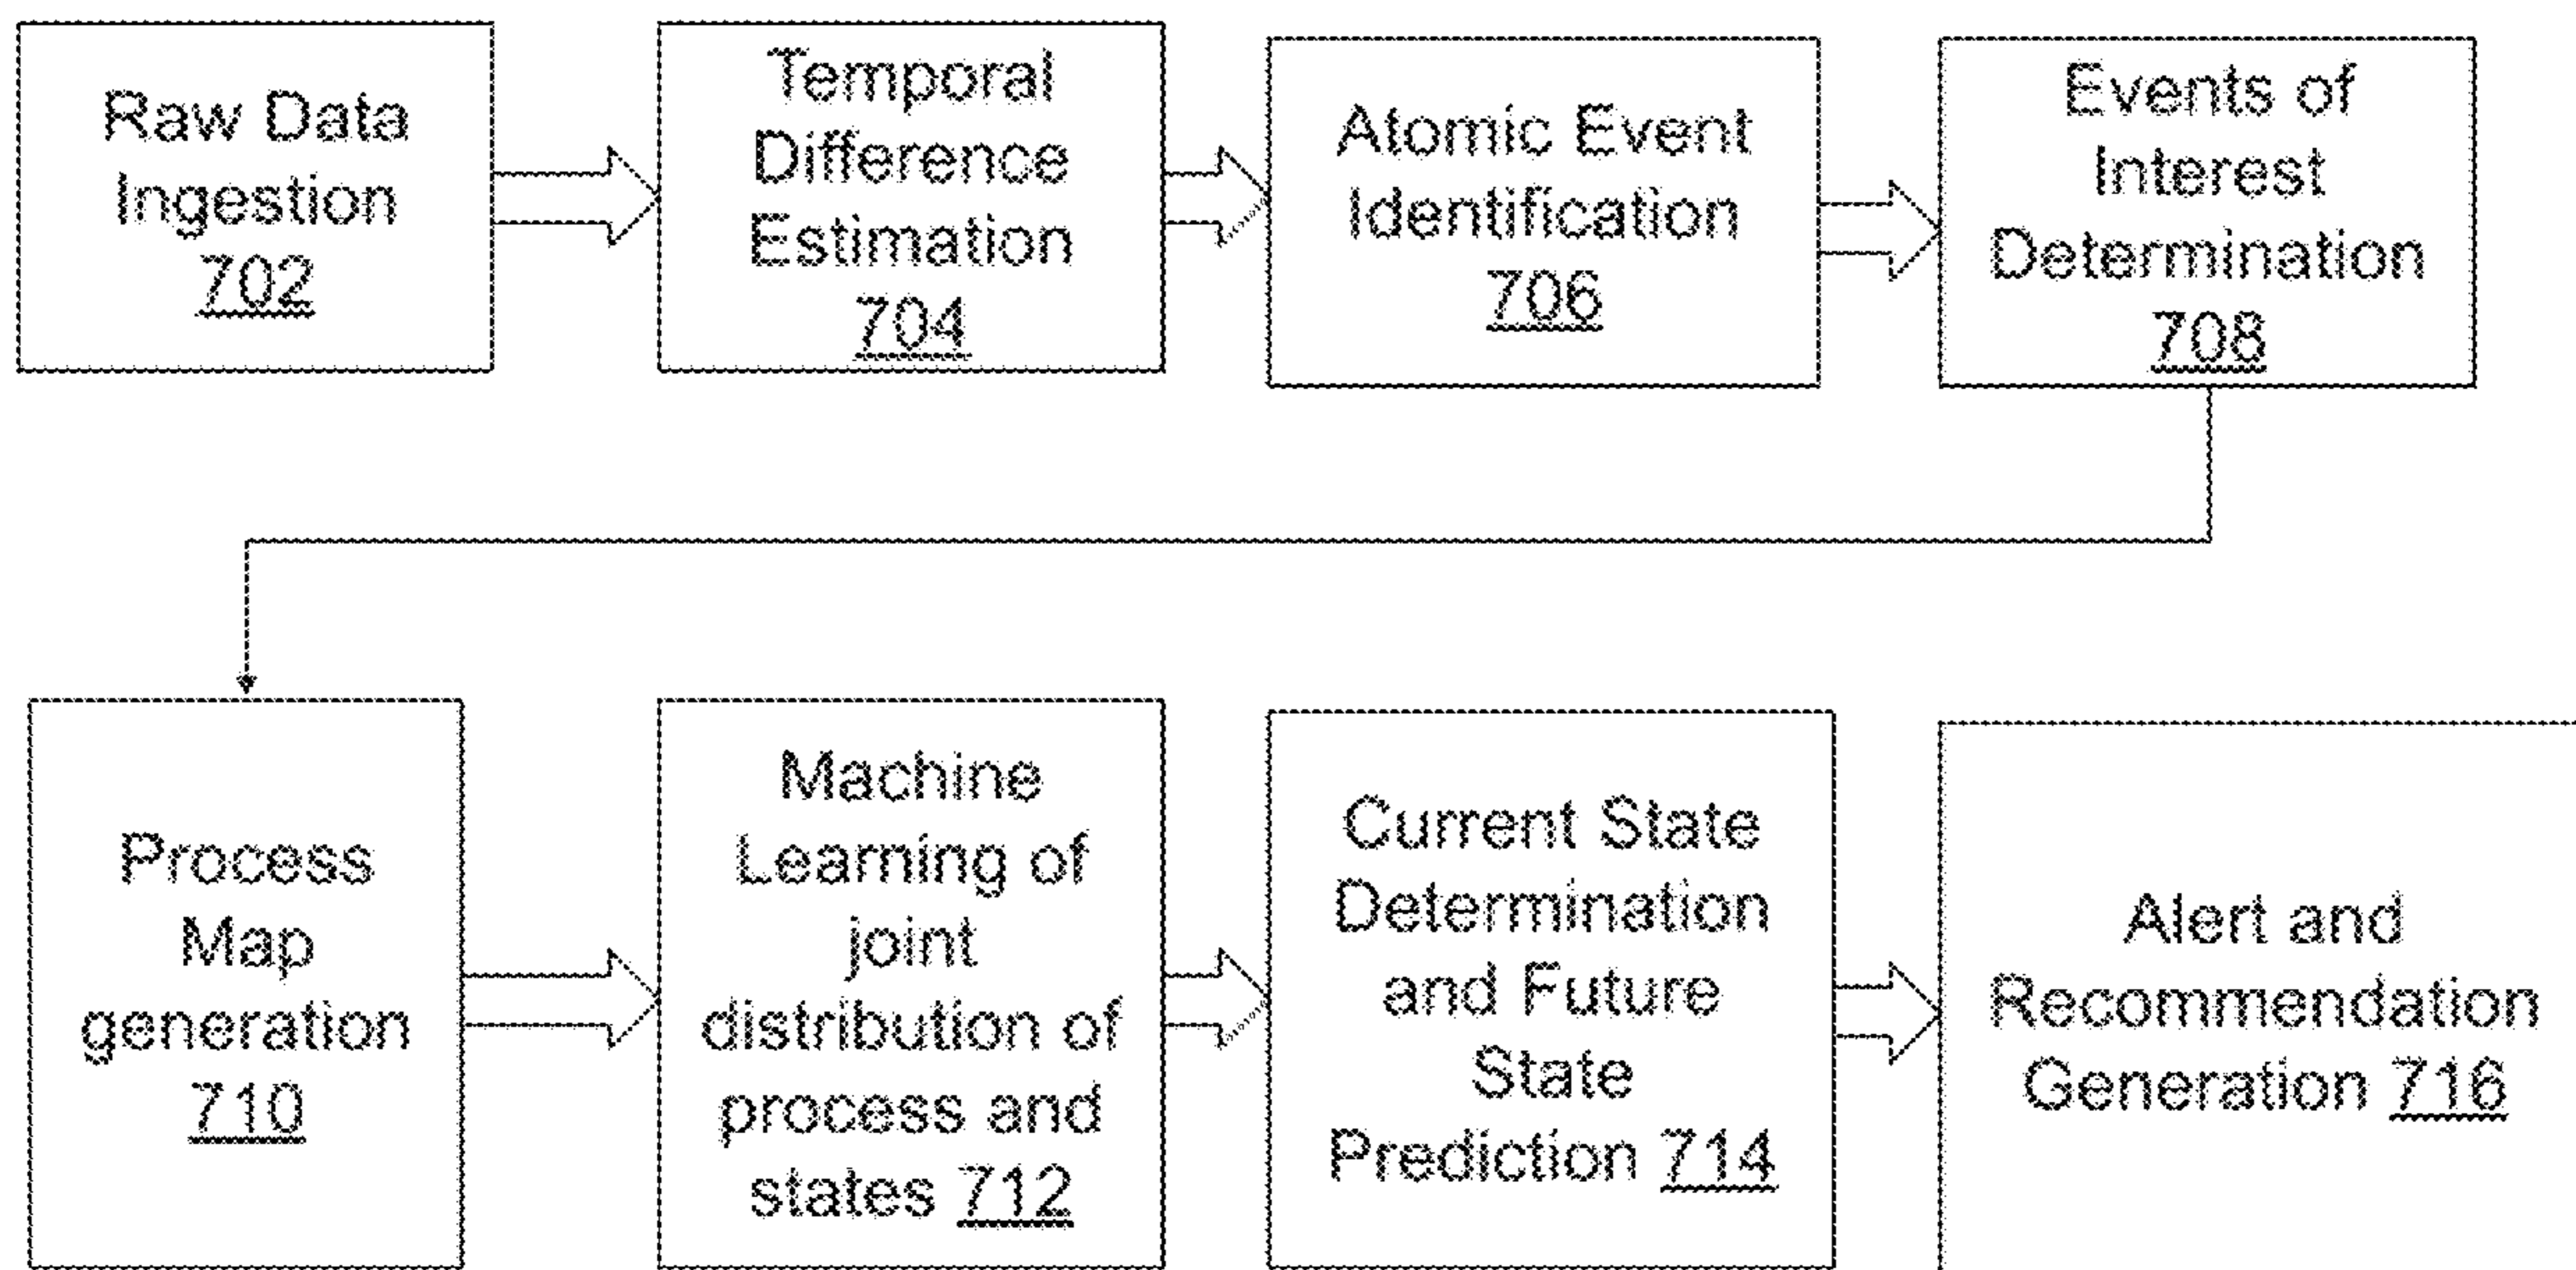 Raw Data
Ingestion
702
Temporal
Difference
Estimation
704
Atomic Event
Identification
706
Events of
Interest
Determination
708
Process
Map
generation
710
Machine
Learning of
joint
distribution of
process and
states 712
Current State
Determination
and Future
State
Prediction 714
Alert and
Recommendation
Generation 716